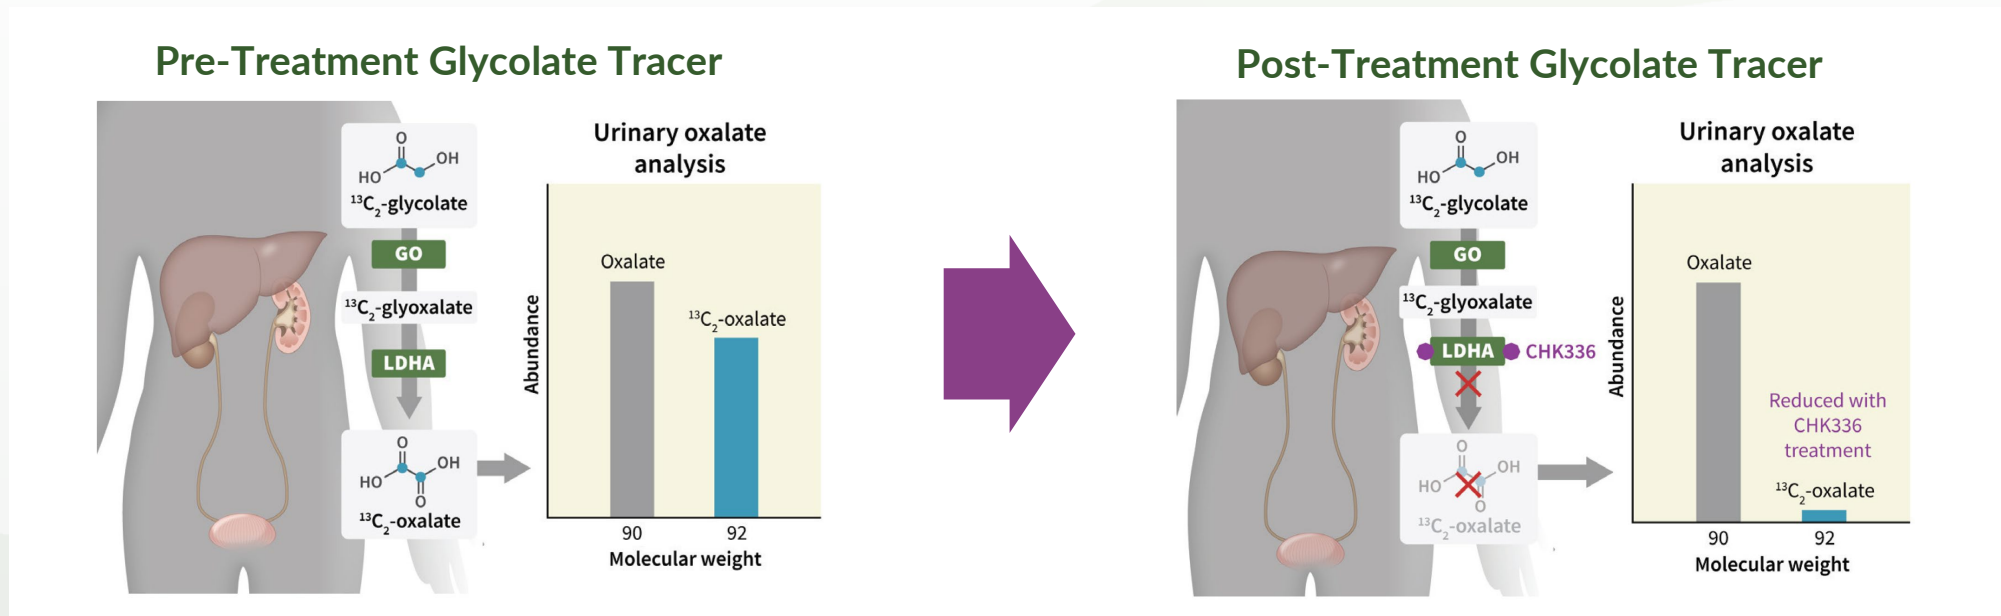 Pre-Treatment Glycolate Tracer
O
OH
HO
¹³C₂-glycolate
GO
¹³C₂-glyoxalate
LDHA
O
OH
HO
O
¹³C₂-oxalate
Urinary oxalate
analysis
Abundance
Oxalate
¹³C₂-oxalate
90
92
Molecular weight
Post-Treatment Glycolate Tracer
O
OH
HO
¹³C₂-glycolate
GO
¹³C₂-glyoxalate
LDHA
CHK336
O
OH
HO
O
¹³C₂-oxalate
Urinary oxalate
analysis
Abundance
Oxalate
Reduced with
CHK336
treatment
¹³C₂-oxalate
90
92
Molecular weight